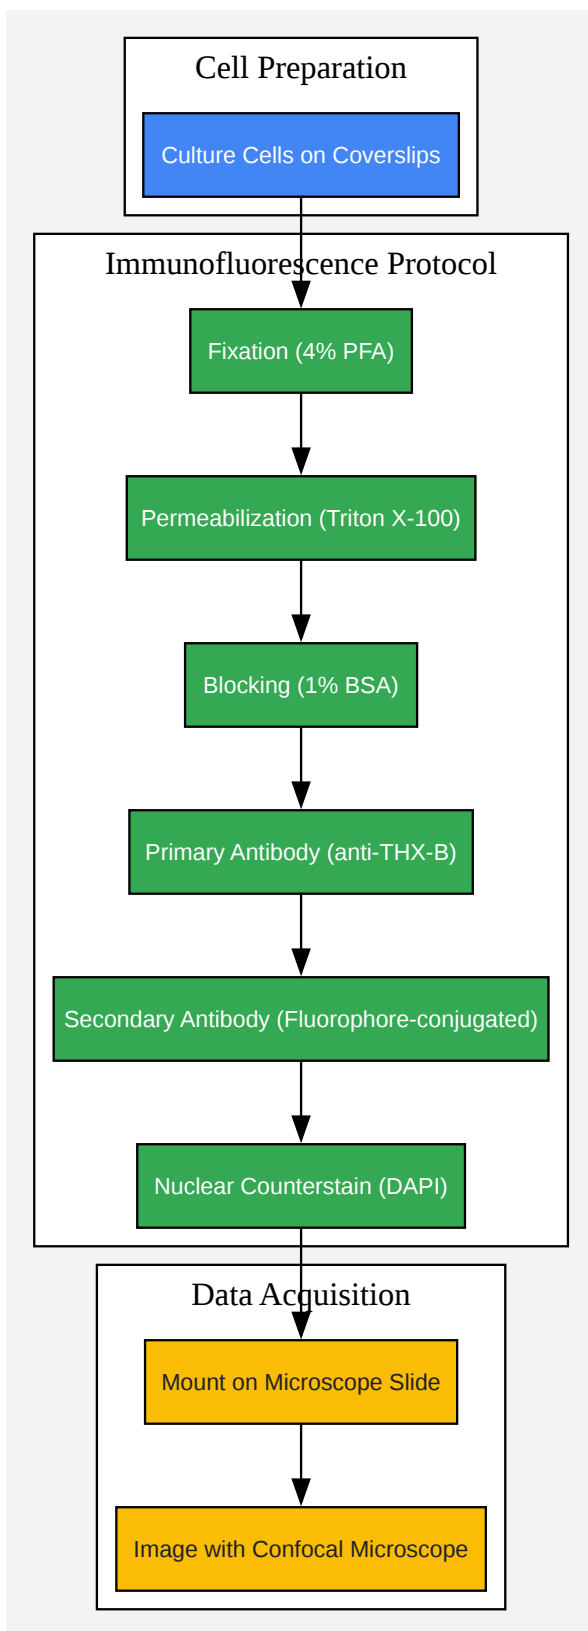 Cell Preparation
Culture Cells on Coverslips
Immunofluorescence Protocol
Fixation (4% PFA)
Permeabilization (Triton X-100)
Blocking (1% BSA)
Primary Antibody (anti-THX-B)
Secondary Antibody (Fluorophore-conjugated)
Nuclear Counterstain (DAPI)
Data Acquisition
Mount on Microscope Slide
Image with Confocal Microscope